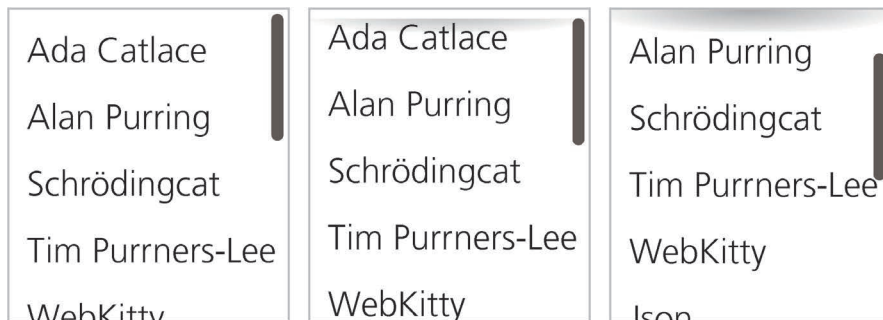 Ada Catlace
Alan Purring
Schrödingcat
Tim Purrners-Lee
WebKitty
Ada Catlace
Alan Purring
Schrödingcat
Tim Purrners-Lee
WebKitty
Alan Purring
Schrödingcat
Tim Purrners-Lee
WebKitty
Json